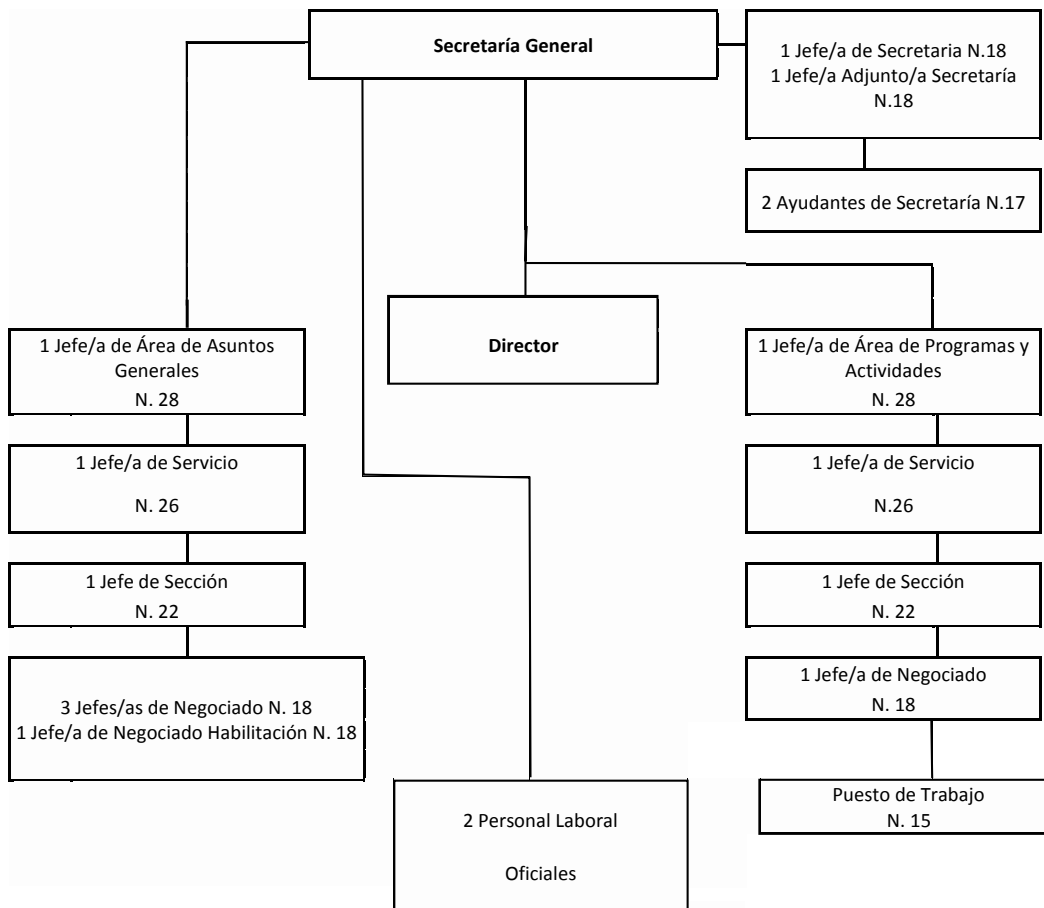 Secretaría General
1 Jefe/a de Secretaria N.18
1 Jefe/a Adjunto/a Secretaría
N.18
2 Ayudantes de Secretaría N.17
Director
1 Jefe/a de Área de Asuntos
Generales
N. 28
1 Jefe/a de Servicio
N. 26
1 Jefe de Sección
N. 22
3 Jefes/as de Negociado N. 18
1 Jefe/a de Negociado Habilitación N. 18
1 Jefe/a de Área de Programas y
Actividades
N. 28
1 Jefe/a de Servicio
N.26
1 Jefe de Sección
N. 22
1 Jefe/a de Negociado
N. 18
Puesto de Trabajo
N. 15
2 Personal Laboral
Oficiales